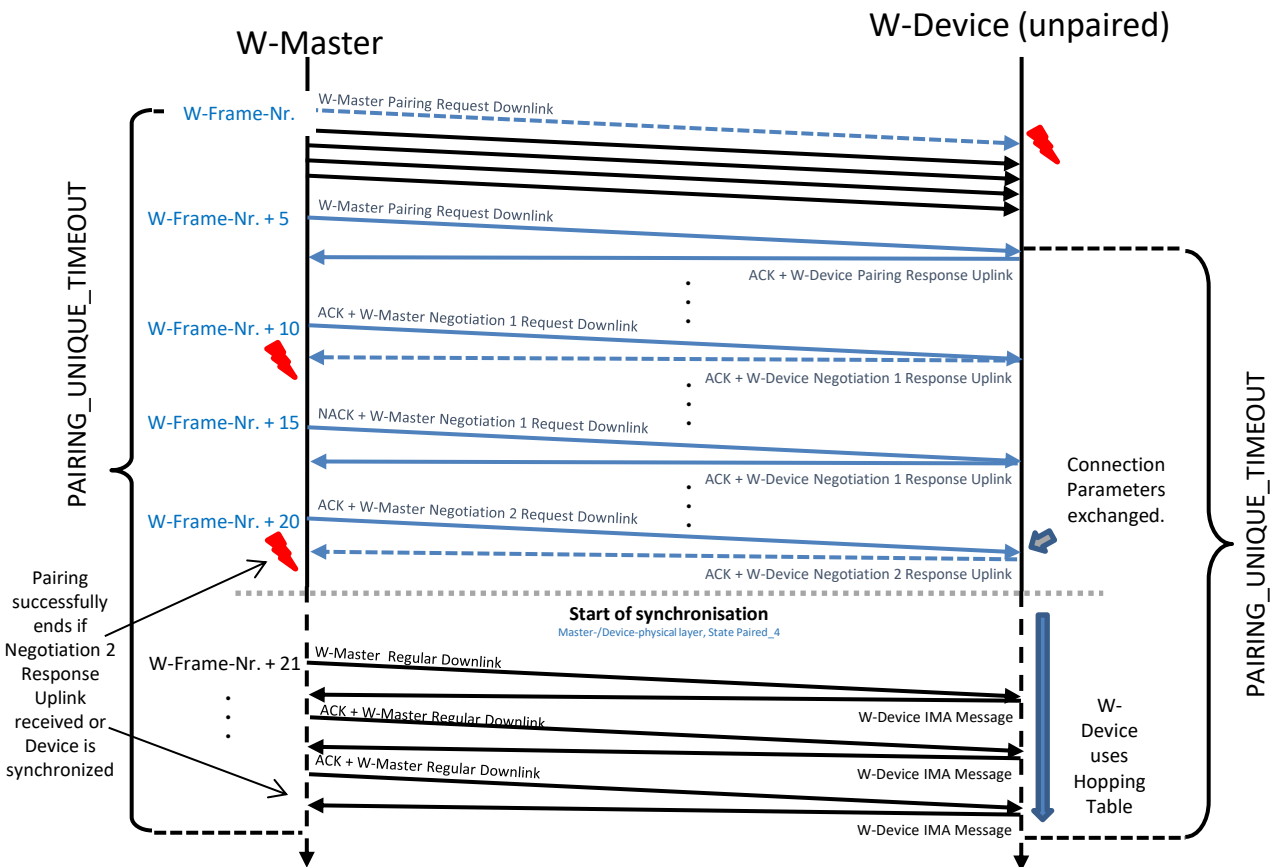 W-Master
W-Device (unpaired)
W-Frame-Nr.
W-Master Pairing Request Downlink
W-Frame-Nr. + 5
W-Master Pairing Request Downlink
ACK + W-Device Pairing Response Uplink
W-Frame-Nr. + 10
ACK + W-Master Negotiation 1 Request Downlink
ACK + W-Device Negotiation 1 Response Uplink
W-Frame-Nr. + 15
NACK + W-Master Negotiation 1 Request Downlink
ACK + W-Device Negotiation 1 Response Uplink
W-Frame-Nr. + 20
ACK + W-Master Negotiation 2 Request Downlink
ACK + W-Device Negotiation 2 Response Uplink
PAIRING_UNIQUE_TIMEOUT
Connection
Parameters
exchanged.
PAIRING_UNIQUE_TIMEOUT
Pairing
successfully
ends if
Negotiation 2
Response
Uplink
received or
Device is
synchronized
Start of synchronisation
Master-/Device-physical layer, State Paired_4
W-Frame-Nr. + 21
W-Master Regular Downlink
W-Device IMA Message
ACK + W-Master Regular Downlink
W-Device IMA Message
ACK + W-Master Regular Downlink
W-Device IMA Message
W-
Device
uses
Hopping
Table